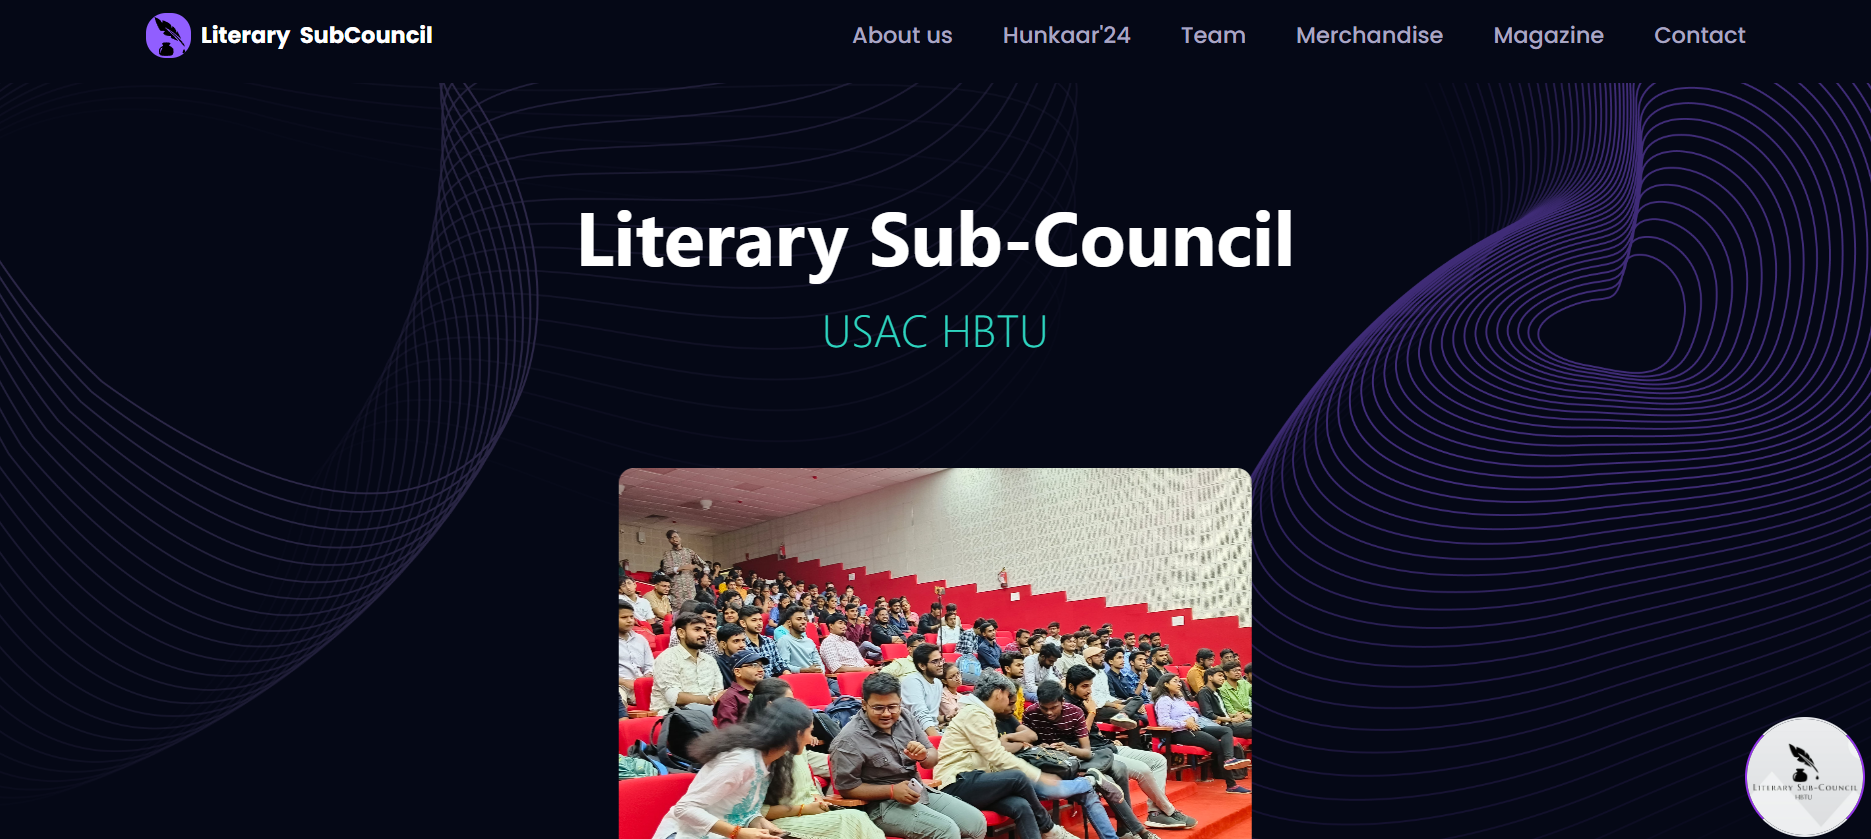 Literary SubCouncil
About us
Hunkaar'24
Team
Merchandise
Magazine
Contact
Literary Sub-Council
USAC HBTU
LITERARY SUB-COUNCIL
HBTU